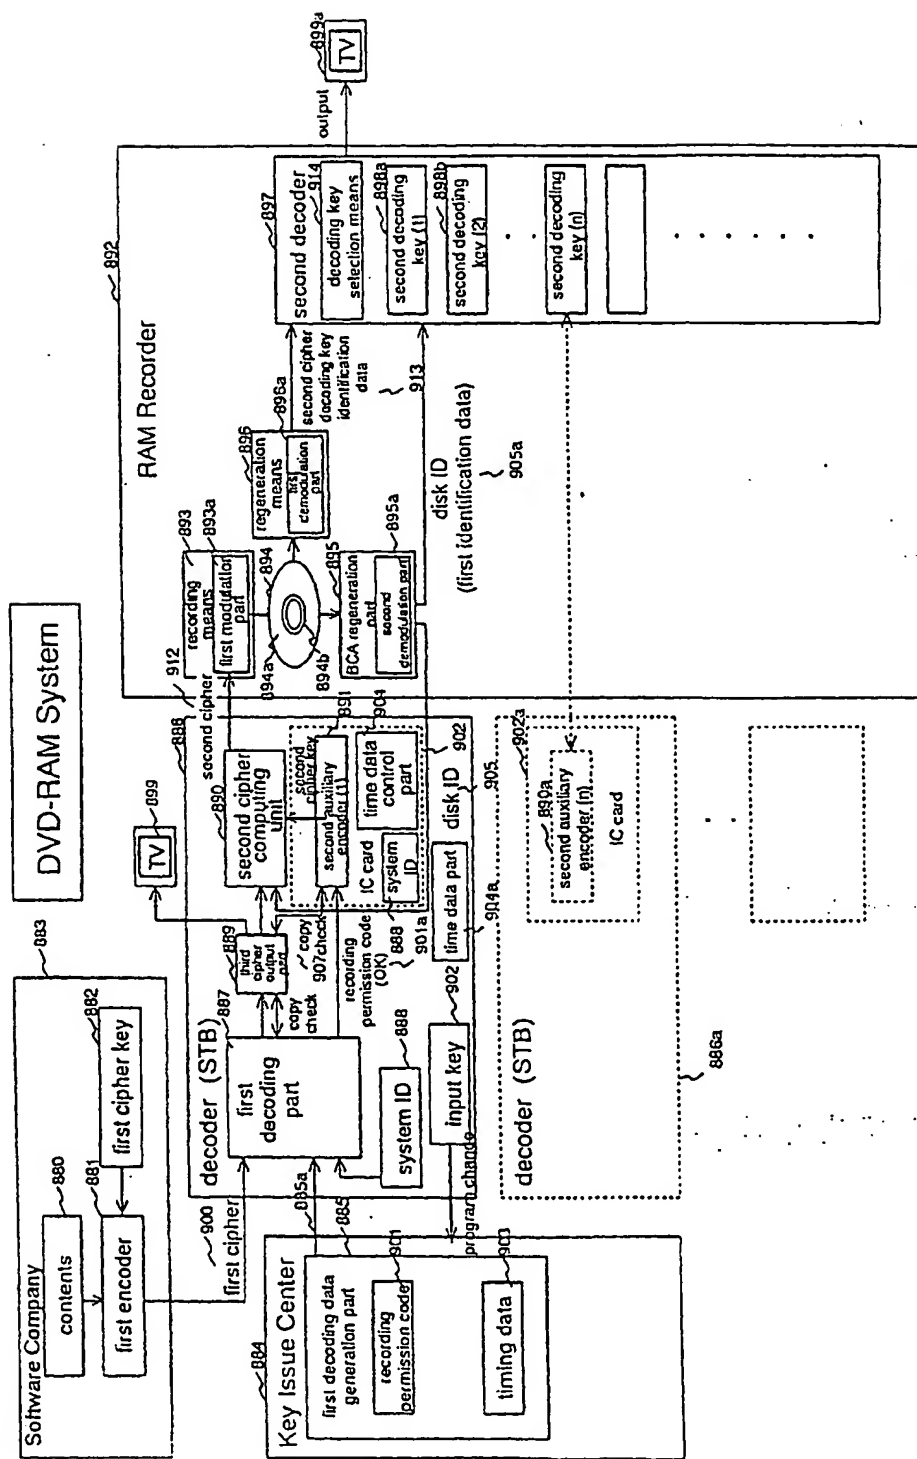 DVD-RAM System
Software Company
883
contents
880
first encoder
881
first cipher key
882
900
first cipher
Key Issue Center
884
first decoding data
generation part
885
885a
recording
permission code
901
timing data
903
program change
decoder (STB)
886
first
decoding
part
887
system ID
888
input key
902
copy
check
third
cipher
output
889
TV
899
copy
check
907
recording
permission code
(OK)
901a
second cipher
computing
unit
890
second cipher key
second auxiliary
encoder (1)
891
IC card
system
ID
888
time data
control
part
904
902
disk ID
905
time data part
904a
second cipher
912
decoder (STB)
886a
second auxiliary
encoder (n)
890a
IC card
902a
RAM Recorder
892
recording
means
893
first modulation
part
893a
894
894a
894b
regeneration
means
896
first
demodulation
part
896a
BCA regeneration
part
895
second
demodulation part
895a
second cipher
decoding key
identification
data
913
disk ID
(first identification data)
905a
second decoder
897
decoding key
selection means
914
second decoding
key (1)
898a
second decoding
key (2)
898b
second decoding
key (n)
output
TV
899a